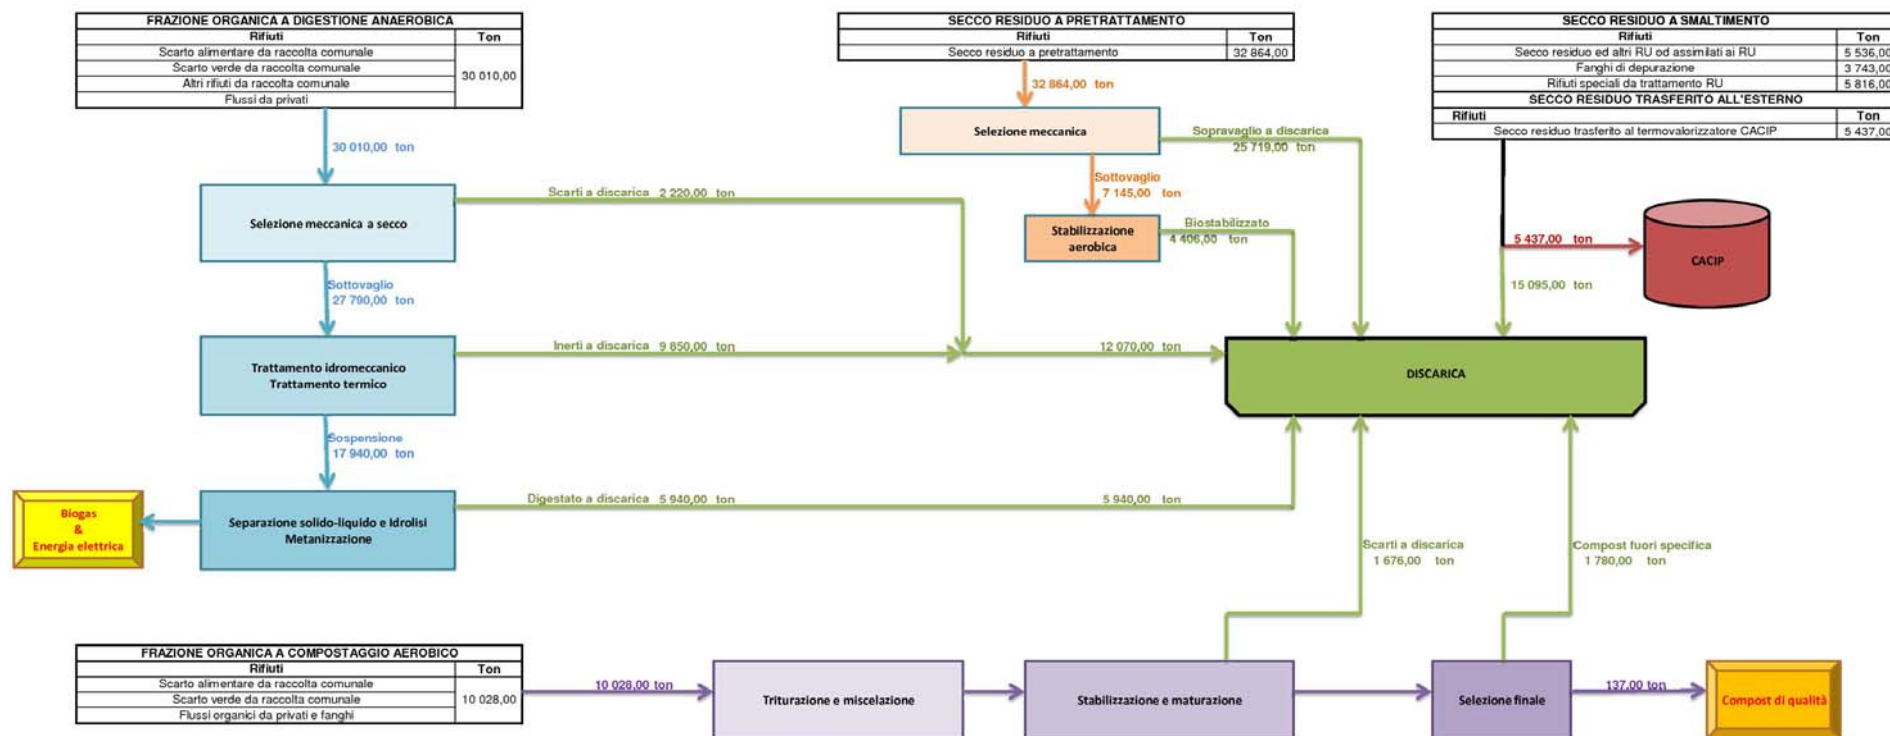 FRAZIONE ORGANICA A DIGESTIONE ANAEROBICA
Rifiuti Ton
Scarto alimentare da raccolta comunale
Scarto verde da raccolta comunale
Altri rifiuti da raccolta comunale
Flussi da privati
30 010,00
SECCO RESIDUO A PRETRATTAMENTO
Rifiuti Ton
Secco residuo a pretrattamento 32 864,00
SECCO RESIDUO A SMALTIMENTO
Rifiuti Ton
Secco residuo ed altri RU od assimilati ai RU 5 536,00
Fanghi di depurazione 3 743,00
Rifiuti speciali da trattamento RU 5 816,00
SECCO RESIDUO TRASFERITO ALL'ESTERNO
Rifiuti Ton
Secco residuo trasferito al termovalorizzatore CACIP 5 437,00
30 010,00 ton
32 864,00 ton
Selezione meccanica
Sopravaglio a discarica
25 719,00 ton
Sottovaglio
7 145,00 ton
Selezione meccanica a secco
Scarti a discarica 2 220,00 ton
Stabilizzazione
aerobica
Biostabilizzato
4 406,00 ton
5 437,00 ton
CACIP
15 095,00 ton
Sottovaglio
27 790,00 ton
Trattamento idromeccanico
Trattamento termico
Inerti a discarica 9 850,00 ton
12 070,00 ton
DISCARICA
Sospensione
17 940,00 ton
Biogas
&
Energia elettrica
Separazione solido-liquido e Idrolisi
Metanizzazione
Digestato a discarica 5 940,00 ton
5 940,00 ton
Scarti a discarica
1 676,00 ton
Compost fuori specifica
1 780,00 ton
FRAZIONE ORGANICA A COMPOSTAGGIO AEROBICO
Rifiuti Ton
Scarto alimentare da raccolta comunale
Scarto verde da raccolta comunale
Flussi organici da privati e fanghi
10 028,00
10 028,00 ton
Triturazione e miscelazione
Stabilizzazione e maturazione
Selezione finale
137,00 ton
Compost di qualità